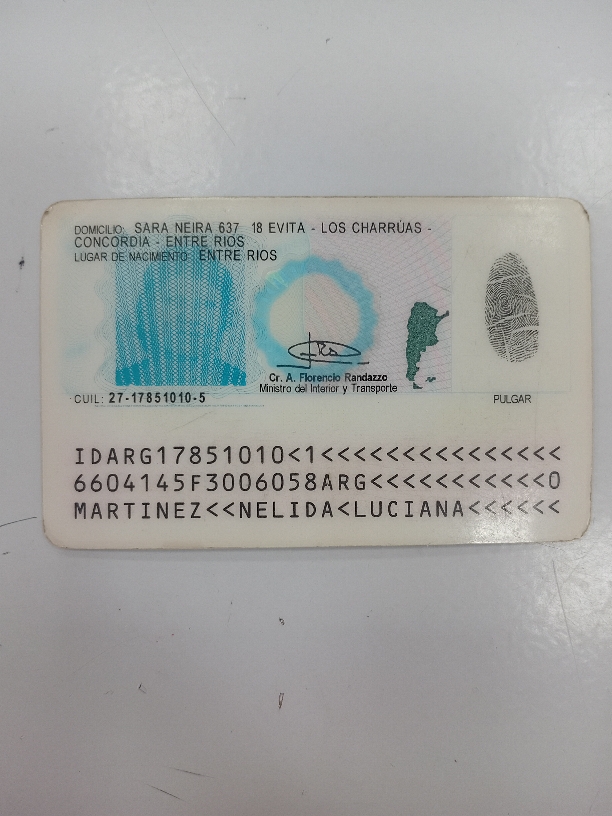 DOMICILIO: SARA NEIRA 637 18 EVITA - LOS CHARRÚAS -
CONCORDIA - ENTRE RIOS
LUGAR DE NACIMIENTO: ENTRE RIOS
Cr. A. Florencio Randazzo
Ministro del Interior y Transporte
CUIL: 27-17851010-5
PULGAR
IDARG17851010<1<<<<<<<<<<<<<<<
6604145F3006058ARG<<<<<<<<<<<0
MARTINEZ<<NELIDA<LUCIANA<<<<<<